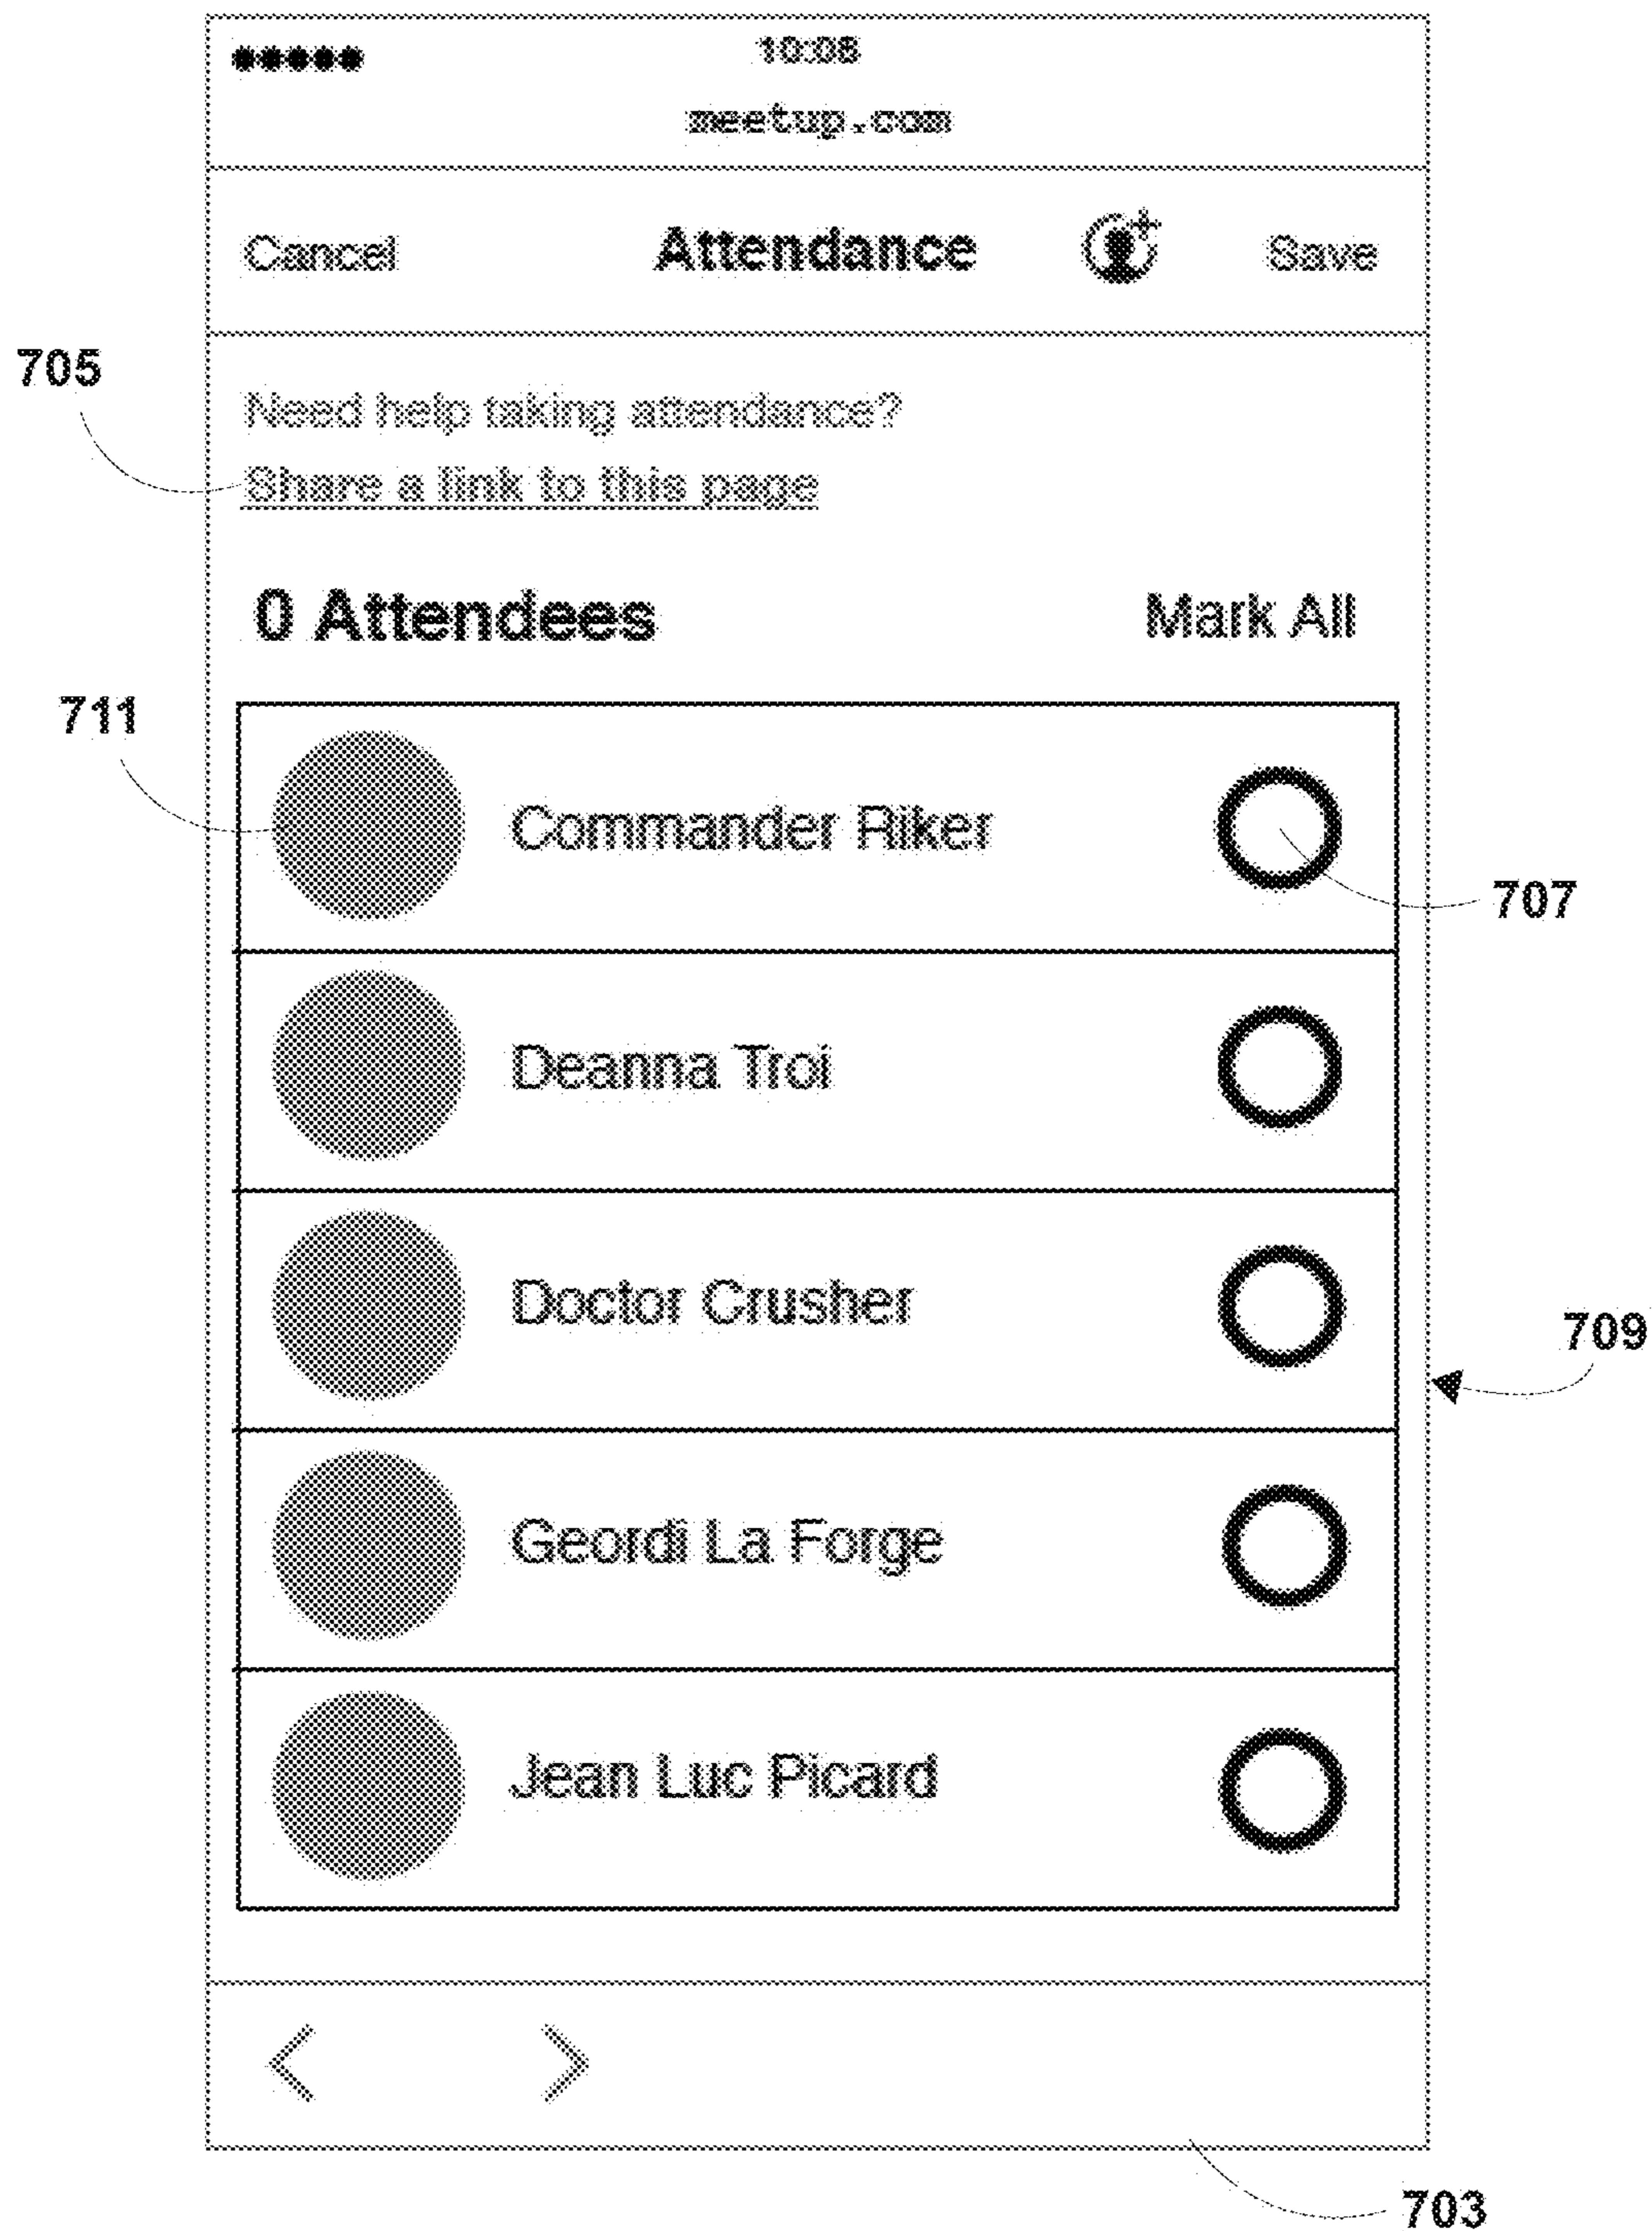 10:08
meetup.com
Cancel Attendance Save
705
Need help taking attendance?
Share a link to this page
0 Attendees Mark All
711
Commander Riker
707
Deanna Troi
Doctor Crusher
709
Geordi La Forge
Jean Luc Picard
703